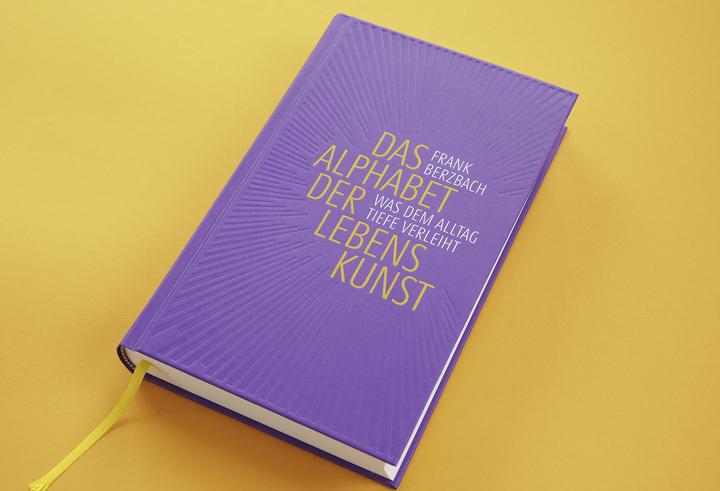 DAS
ALPHABET
DER
LEBENS
KUNST
FRANK
BERZBACH
WAS DEM ALLTAG
TIEFE VERLEIHT